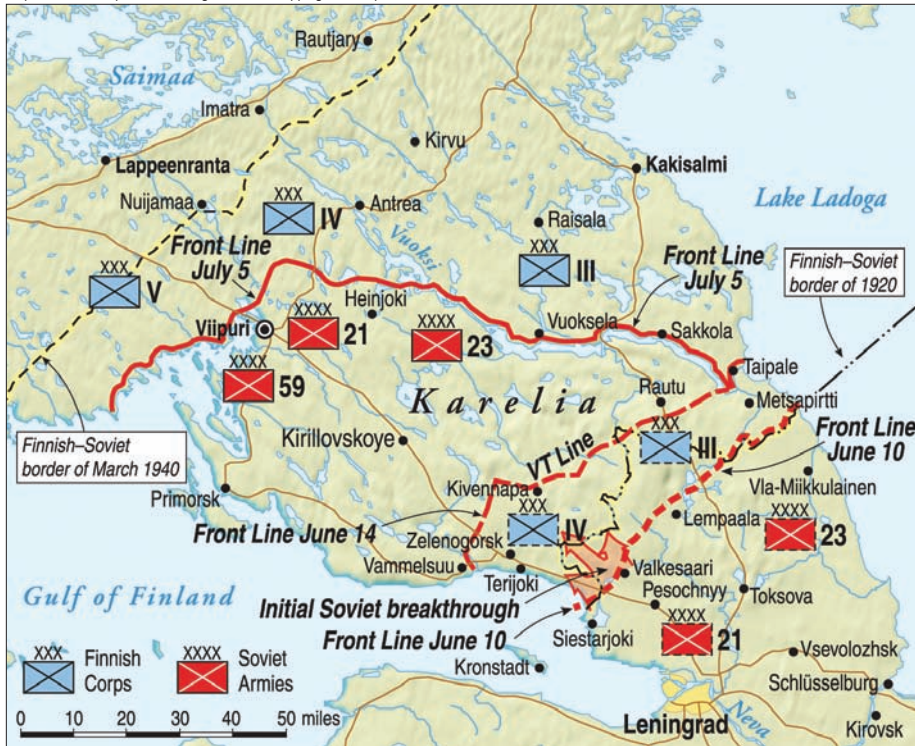 Rautjary
Saimaa
Imatra
Kirvu
Lappeenranta
Kakisalmi
Nuijamaa
XXX
IV
Antrea
Lake Ladoga
Raisala
Vuoksi
Front Line
July 5
XXX
III
XXX
V
Front Line
July 5
Finnish–Soviet
border of 1920
Heinjoki
XXXX
21
XXXX
23
Viipuri
Vuoksela
Sakkola
XXXX
59
Taipale
Karelia
Rautu
Metsapirtti
Finnish–Soviet
border of March 1940
Kirillovskoye
XXX
III
Front Line
June 10
VT Line
Primorsk
Kivennapa
Vla-Miikkulainen
Front Line June 14
XXX
IV
Lempaala
XXXX
23
Zelenogorsk
Vammelsuu
Terijoki
Valkesaari
Gulf of Finland
Pesochnyy
Toksova
Initial Soviet breakthrough
Front Line June 10
Siestarjoki
XXXX
21
XXX
Finnish
Corps
XXXX
Soviet
Armies
Kronstadt
Vsevolozhsk
Schlüsselburg
Leningrad
Neva
Kirovsk
0 10 20 30 40 50 miles